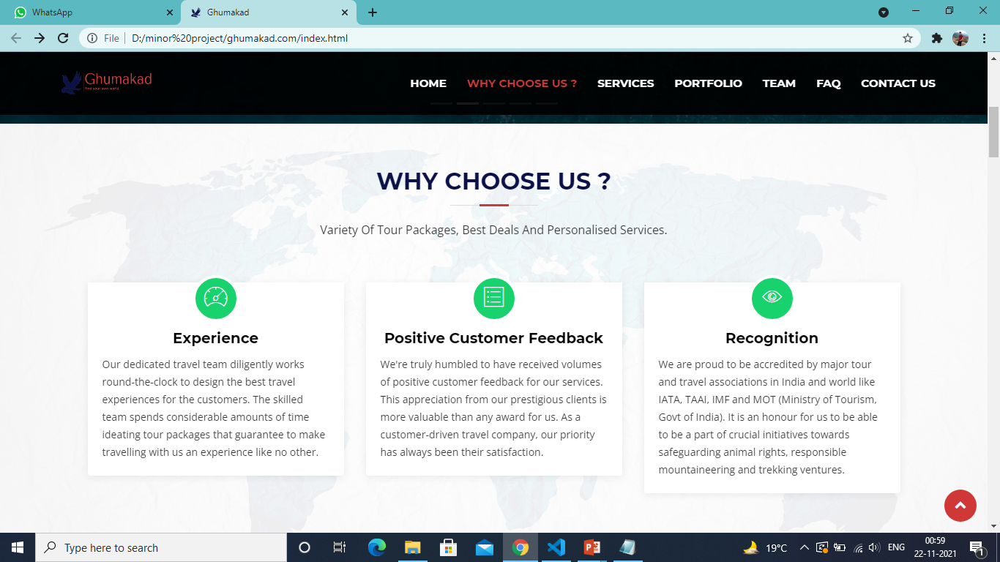 WhatsApp
Ghumakad
File
D:/minor%20project/ghumakad.com/index.html
Ghumakad
Find your own world
HOME WHY CHOOSE US ? SERVICES PORTFOLIO TEAM FAQ CONTACT US
WHY CHOOSE US ?
Variety Of Tour Packages, Best Deals And Personalised Services.
Experience
Our dedicated travel team diligently works
round-the-clock to design the best travel
experiences for the customers. The skilled
team spends considerable amounts of time
ideating tour packages that guarantee to make
travelling with us an experience like no other.
Positive Customer Feedback
We're truly humbled to have received volumes
of positive customer feedback for our services.
This appreciation from our prestigious clients is
more valuable than any award for us. As a
customer-driven travel company, our priority
has always been their satisfaction.
Recognition
We are proud to be accredited by major tour
and travel associations in India and world like
IATA, TAAI, IMF and MOT (Ministry of Tourism,
Govt of India). It is an honour for us to be able
to be a part of crucial initiatives towards
safeguarding animal rights, responsible
mountaineering and trekking ventures.
Type here to search
19°C
ENG
00:59
22-11-2021
1